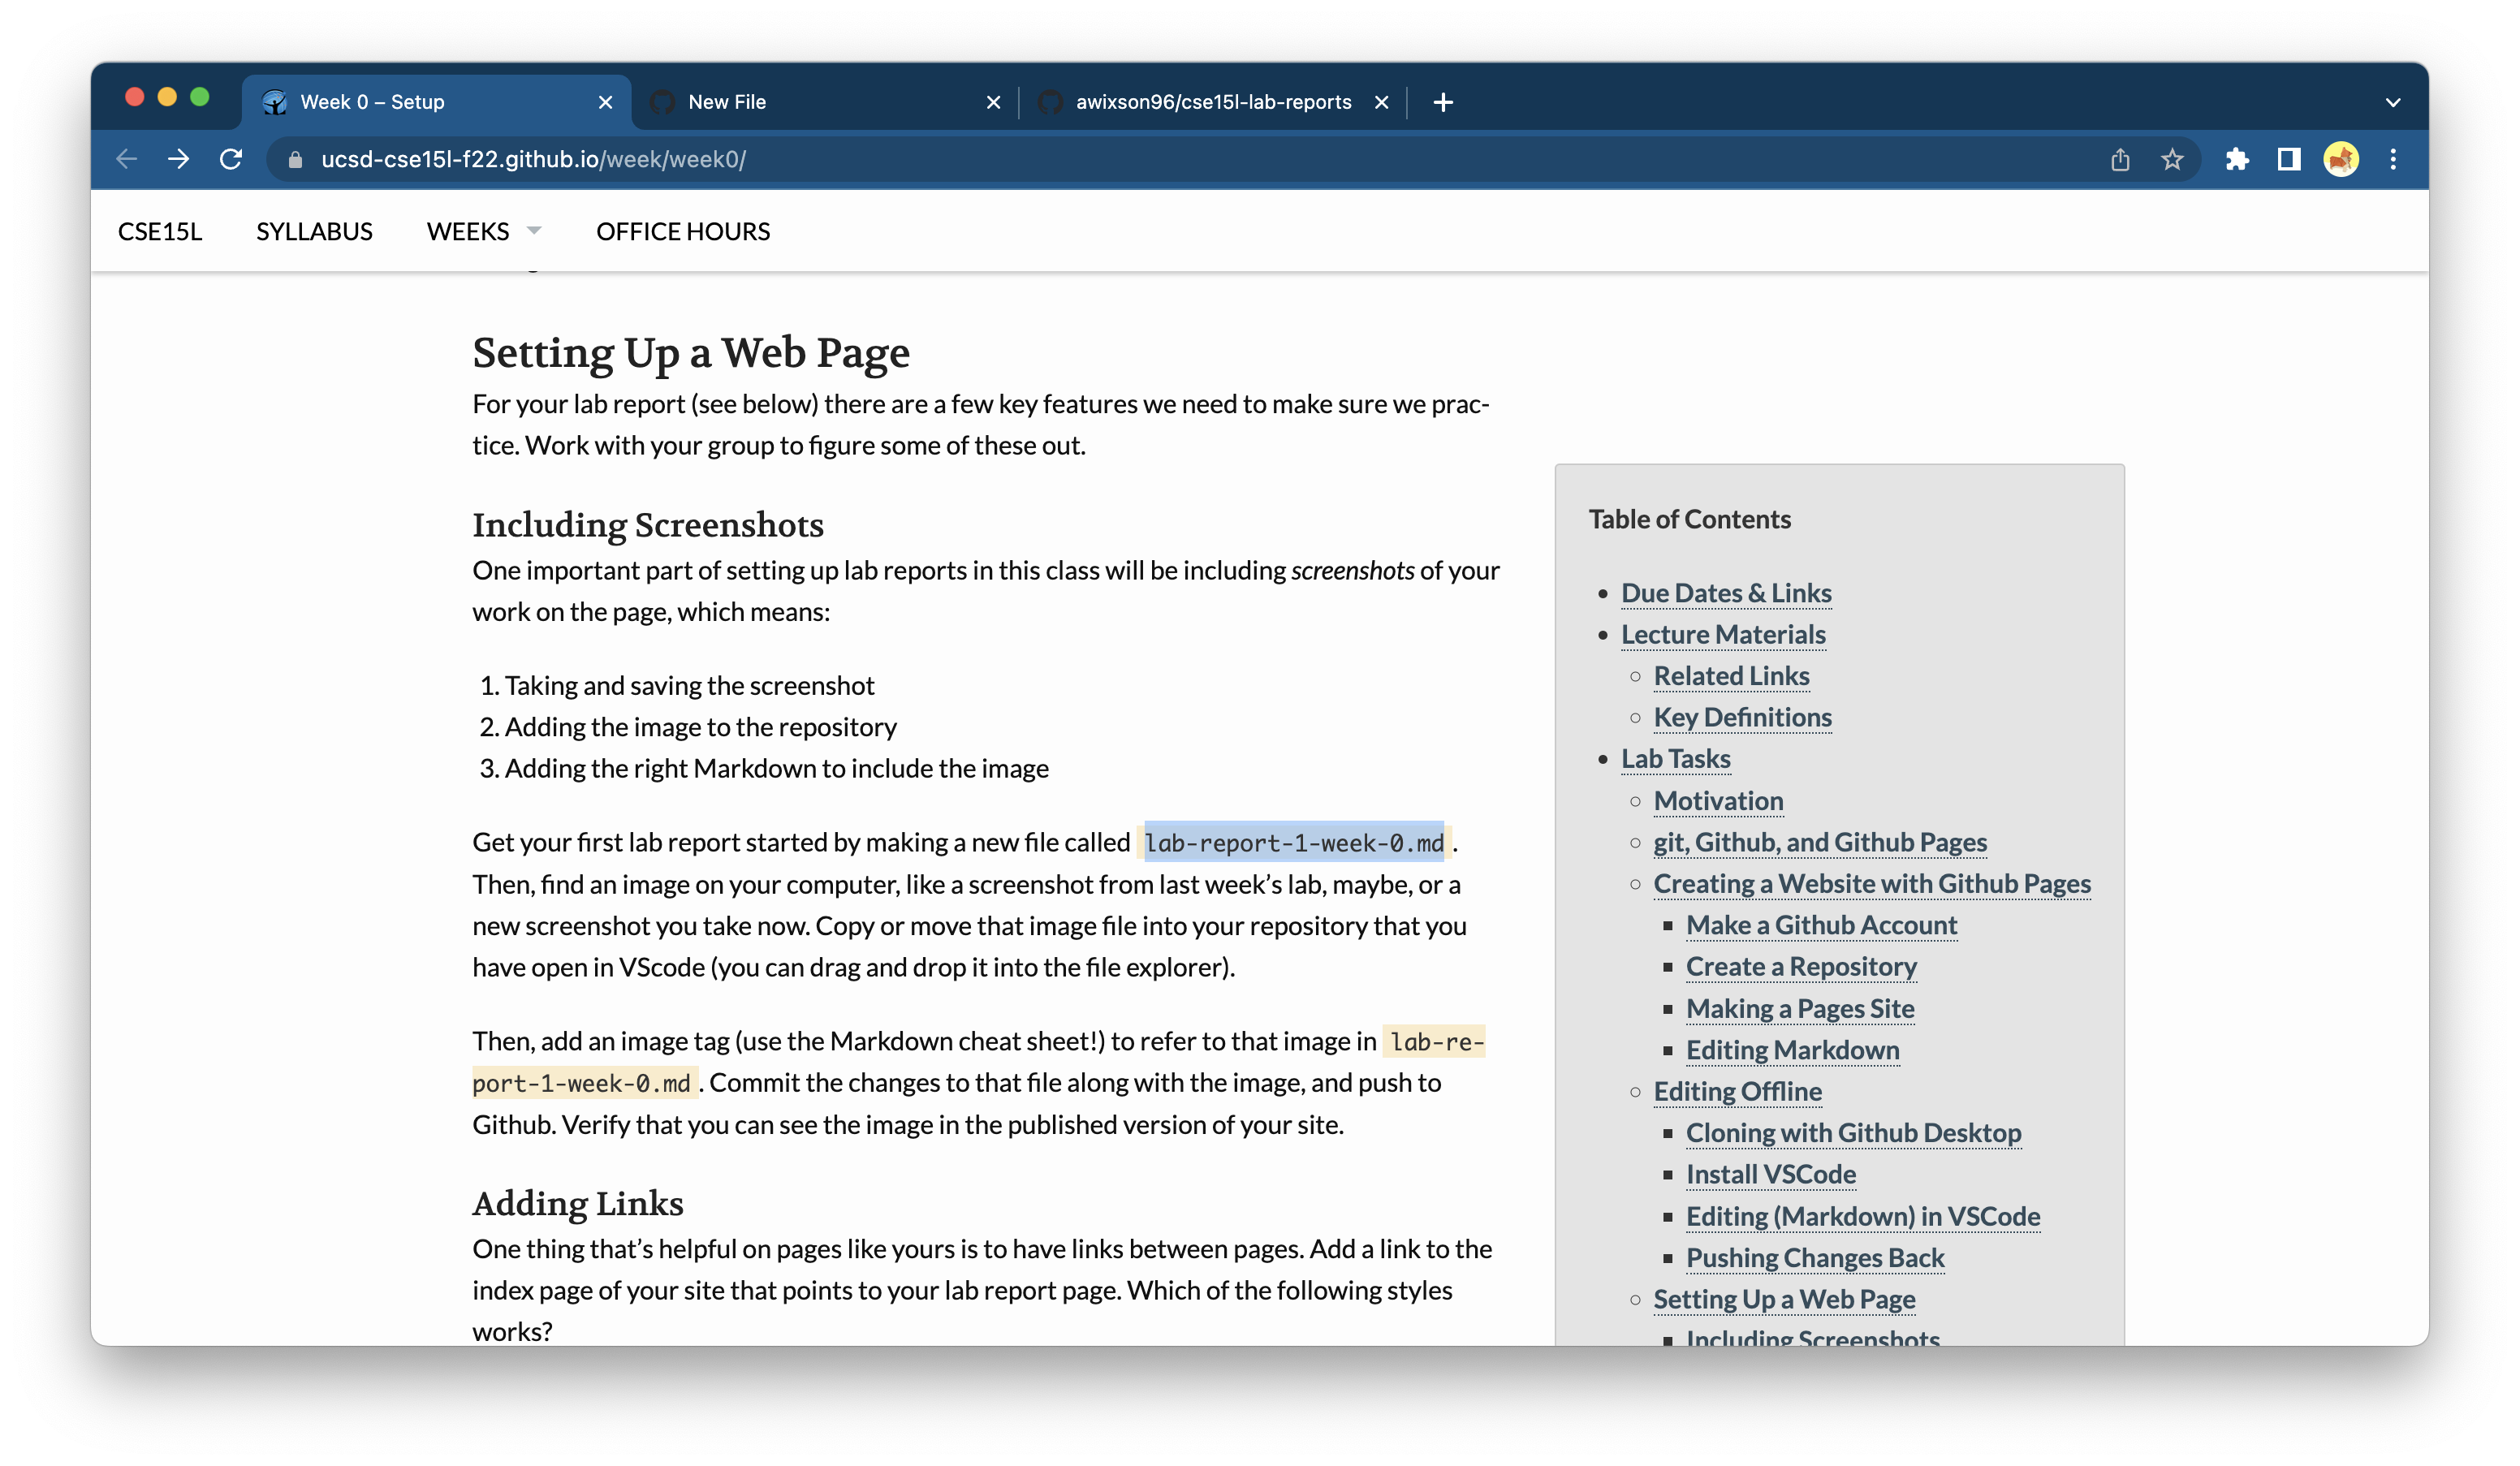 Week 0 – Setup
New File
awixson96/cse15l-lab-reports
ucsd-cse15l-f22.github.io/week/week0/
CSE15L SYLLABUS WEEKS OFFICE HOURS
Setting Up a Web Page
For your lab report (see below) there are a few key features we need to make sure we prac-
tice. Work with your group to figure some of these out.
Including Screenshots
One important part of setting up lab reports in this class will be including screenshots of your
work on the page, which means:
1. Taking and saving the screenshot
2. Adding the image to the repository
3. Adding the right Markdown to include the image
Get your first lab report started by making a new file called lab-report-1-week-0.md.
Then, find an image on your computer, like a screenshot from last week’s lab, maybe, or a
new screenshot you take now. Copy or move that image file into your repository that you
have open in VScode (you can drag and drop it into the file explorer).
Then, add an image tag (use the Markdown cheat sheet!) to refer to that image in lab-re-
port-1-week-0.md. Commit the changes to that file along with the image, and push to
Github. Verify that you can see the image in the published version of your site.
Adding Links
One thing that’s helpful on pages like yours is to have links between pages. Add a link to the
index page of your site that points to your lab report page. Which of the following styles
works?
Table of Contents
Due Dates & Links
Lecture Materials
Related Links
Key Definitions
Lab Tasks
Motivation
git, Github, and Github Pages
Creating a Website with Github Pages
Make a Github Account
Create a Repository
Making a Pages Site
Editing Markdown
Editing Offline
Cloning with Github Desktop
Install VSCode
Editing (Markdown) in VSCode
Pushing Changes Back
Setting Up a Web Page
Including Screenshots